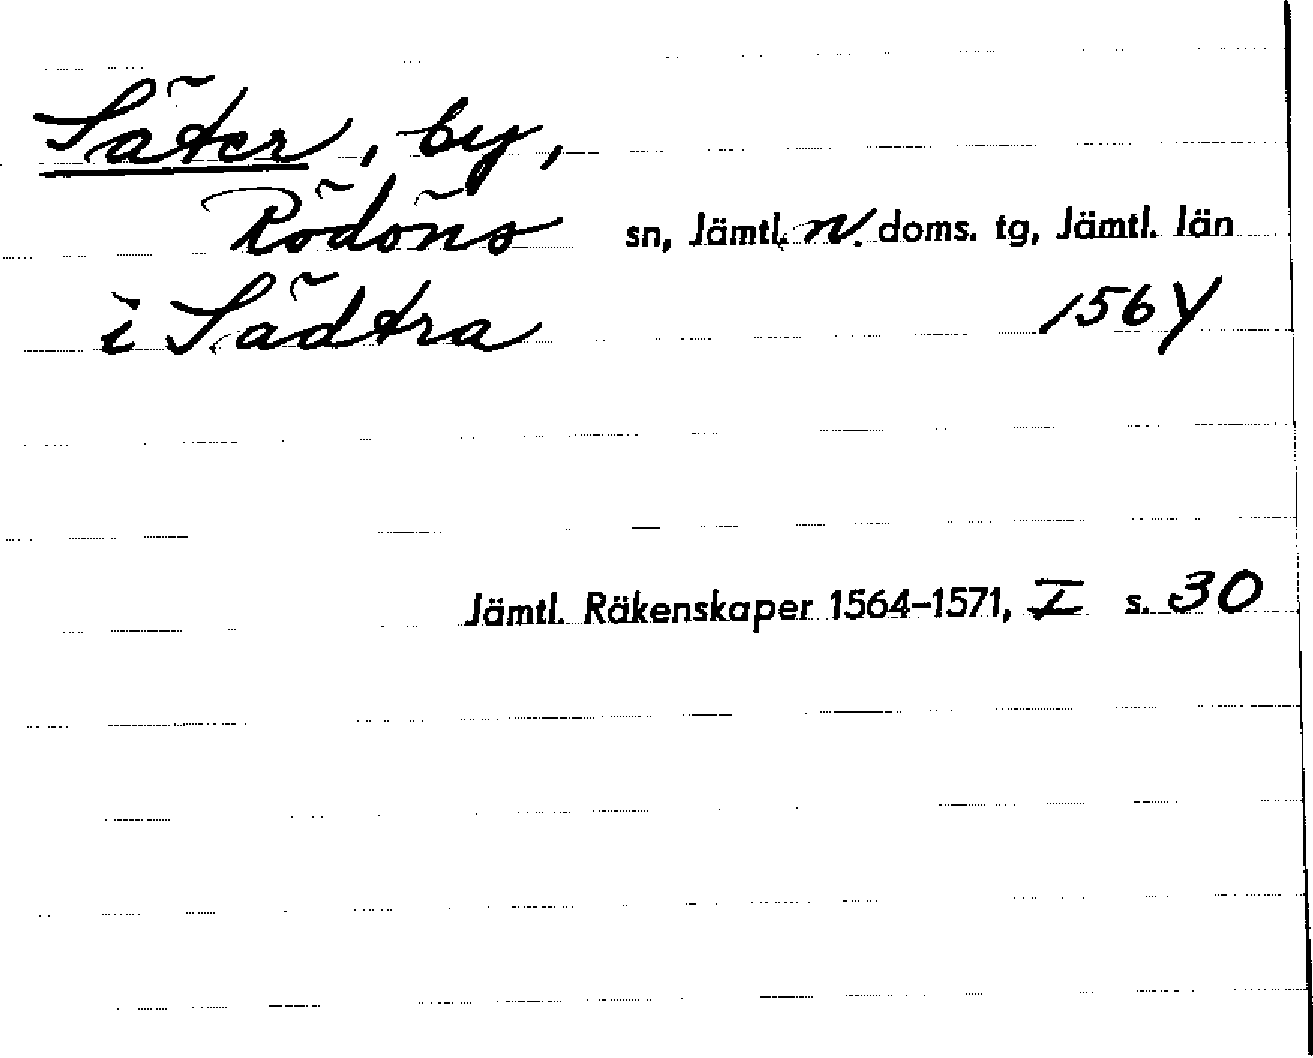 Säter, by,
Rödöns sn, Jämtl. n. doms. tg, Jämtl. län
i Sädtra 1564
Jämtl. Räkenskaper 1564-1571, I s. 30